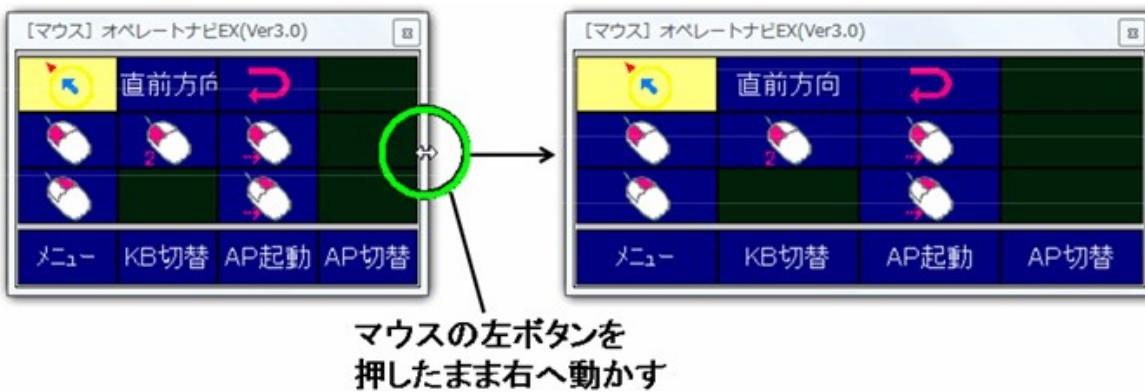 [マウス] オペレートナビEX(Ver3.0)
直前方向
2
メニュー KB切替 AP起動 AP切替
[マウス] オペレートナビEX(Ver3.0)
直前方向
2
メニュー KB切替 AP起動 AP切替
マウスの左ボタンを
押したまま右へ動かす